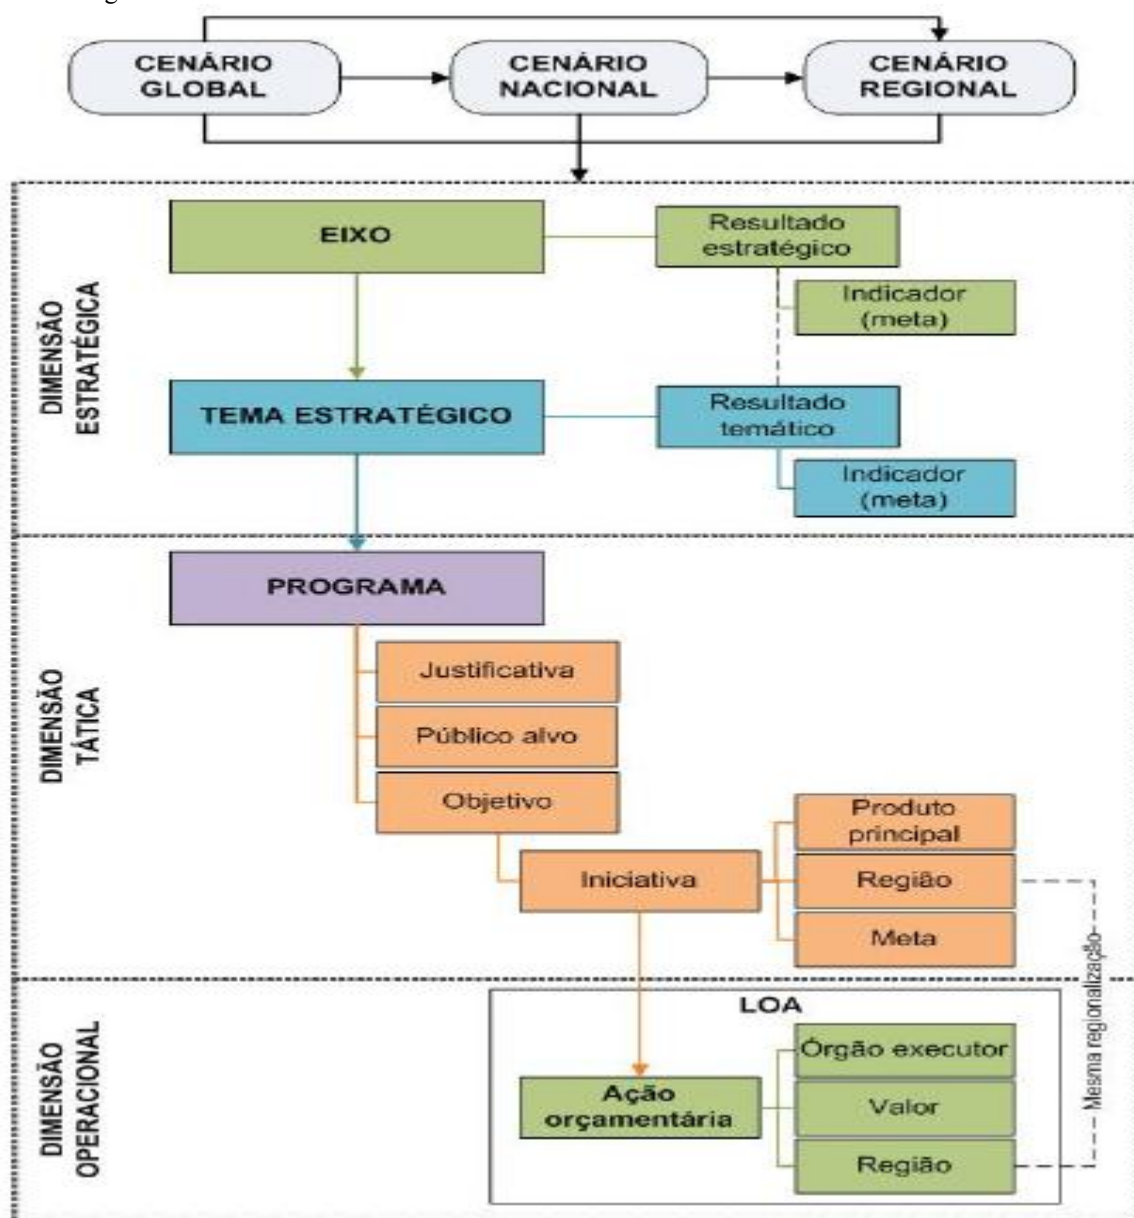 CENÁRIO
GLOBAL
CENÁRIO
NACIONAL
CENÁRIO
REGIONAL
DIMENSÃO
ESTRATÉGICA
EIXO
Resultado
estratégico
Indicador
(meta)
TEMA ESTRATÉGICO
Resultado
temático
Indicador
(meta)
DIMENSÃO
TÁTICA
PROGRAMA
Justificativa
Público alvo
Objetivo
Iniciativa
Produto
principal
Região
Meta
Mesma regionalização
DIMENSÃO
OPERACIONAL
LOA
Ação
orçamentária
Órgão executor
Valor
Região